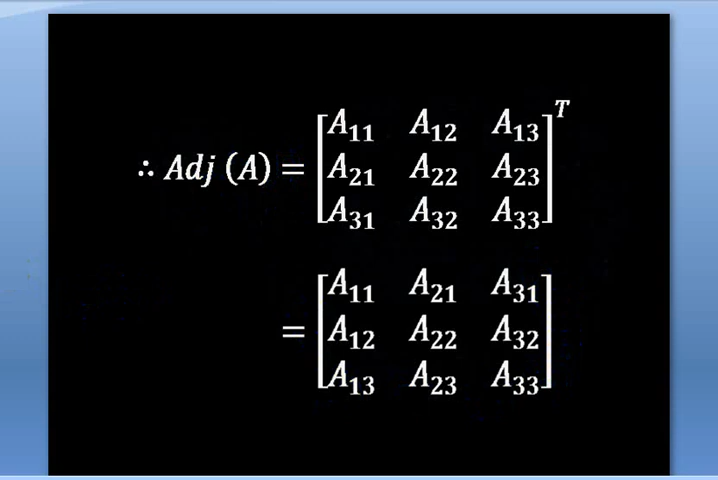 ∴ Adj (A) = [A₁₁ A₁₂ A₁₃
A₂₁ A₂₂ A₂₃
A₃₁ A₃₂ A₃₃]ᵀ
= [A₁₁ A₂₁ A₃₁
A₁₂ A₂₂ A₃₂
A₁₃ A₂₃ A₃₃]